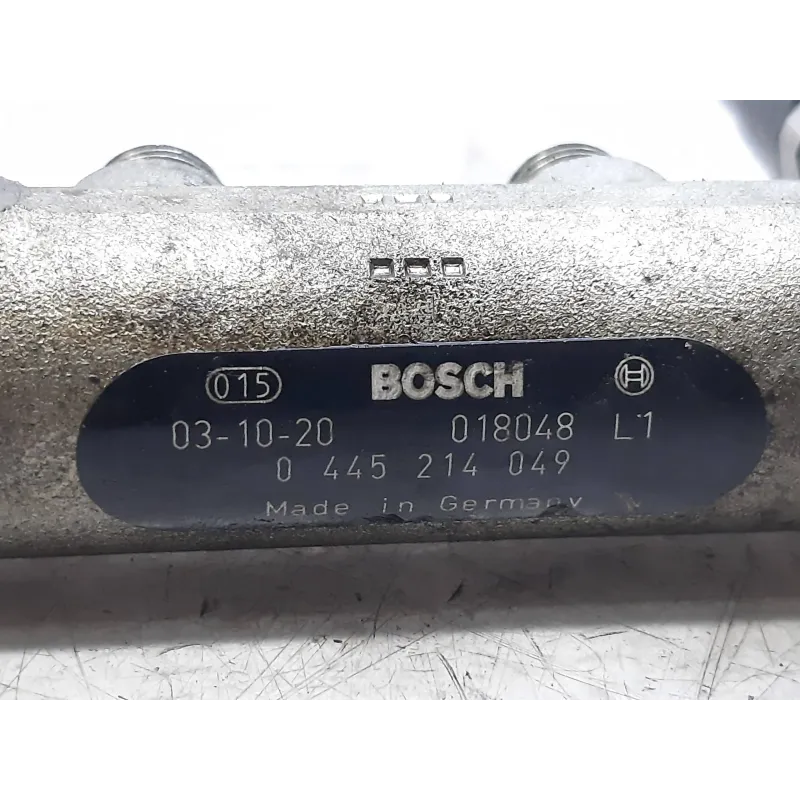 015 BOSCH
03-10-20 018048 L1
0 445 214 049
Made in Germany